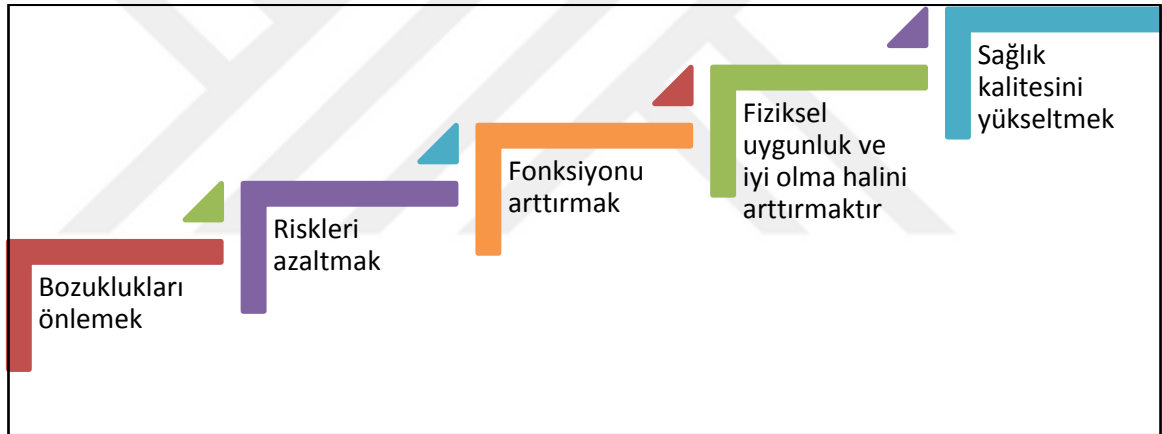 Bozuklukları
önlemek
Riskleri
azaltmak
Fonksiyonu
arttırmak
Fiziksel
uygunluk ve
iyi olma halini
arttırmaktır
Sağlık
kalitesini
yükseltmek